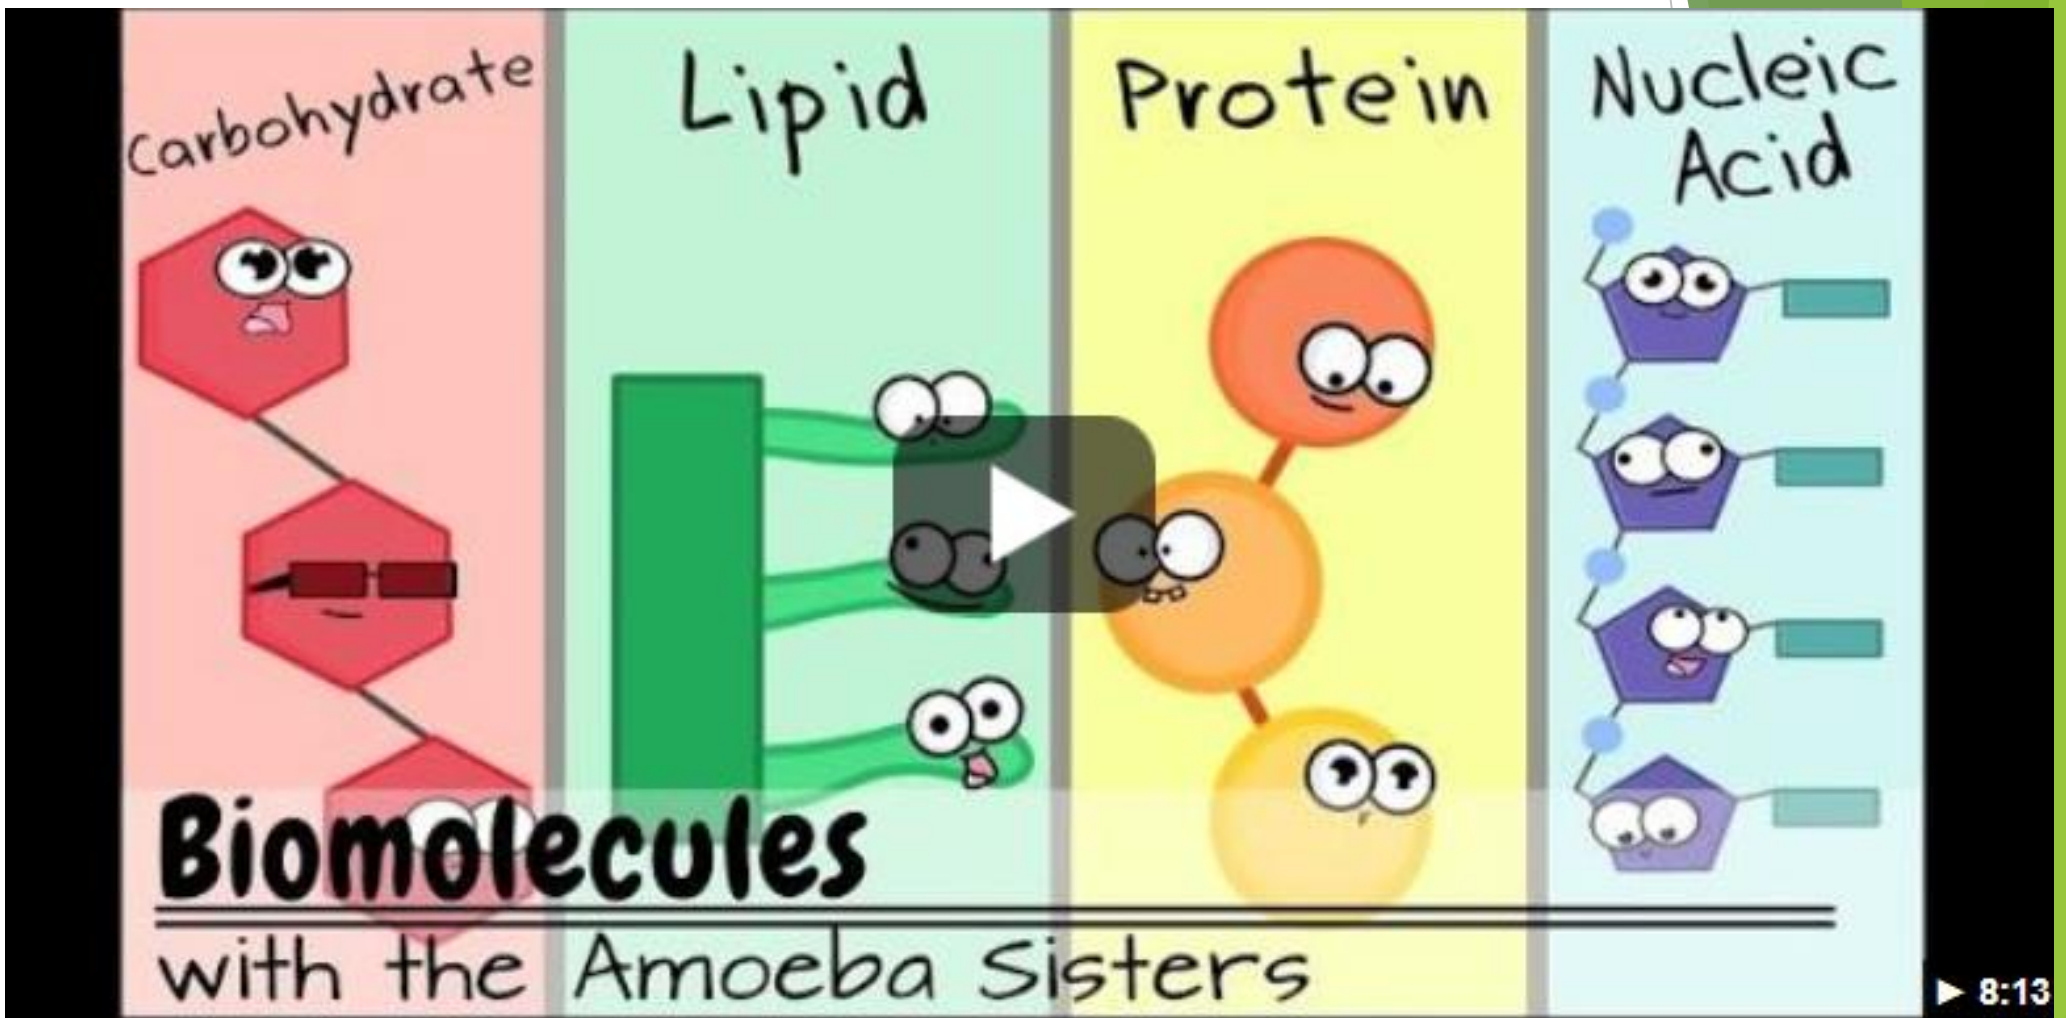 Carbohydrate
Lipid
Protein
Nucleic
Acid
Biomolecules
with the Amoeba Sisters
8:13